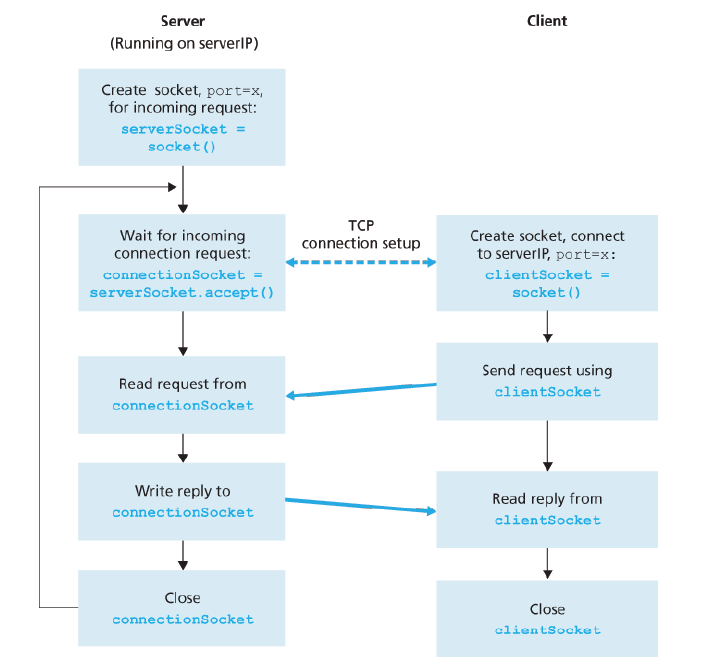 Server
(Running on serverIP)
Client
Create socket, port=x,
for incoming request:
serverSocket =
socket()
Wait for incoming
connection request:
connectionSocket =
serverSocket.accept()
TCP
connection setup
Create socket, connect
to serverIP, port=x:
clientSocket =
socket()
Read request from
connectionSocket
Send request using
clientSocket
Write reply to
connectionSocket
Read reply from
clientSocket
Close
connectionSocket
Close
clientSocket